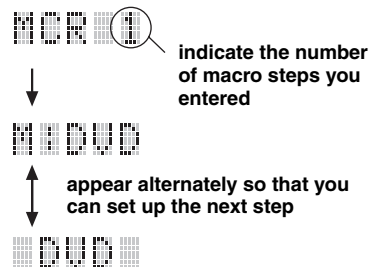 MCR 1
indicate the number
of macro steps you
entered
M:DVD
appear alternately so that you
can set up the next step
DVD